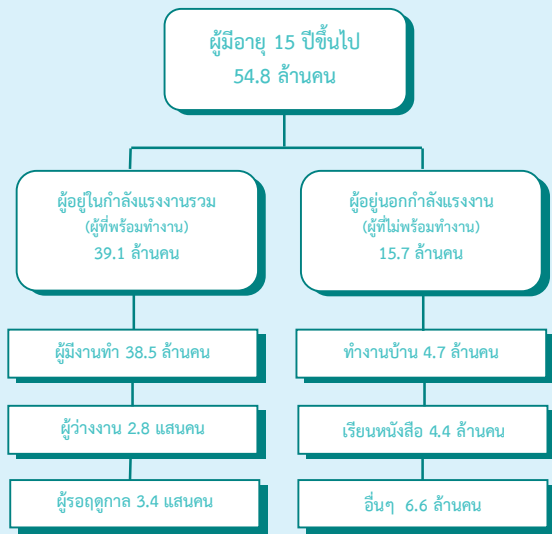 ผู้มีอายุ 15 ปีขึ้นไป
54.8 ล้านคน
ผู้อยู่ในกำลังแรงงานรวม
(ผู้ที่พร้อมทำงาน)
39.1 ล้านคน
ผู้อยู่นอกกำลังแรงงาน
(ผู้ที่ไม่พร้อมทำงาน)
15.7 ล้านคน
ผู้มีงานทำ 38.5 ล้านคน
ทำงานบ้าน 4.7 ล้านคน
ผู้ว่างงาน 2.8 แสนคน
เรียนหนังสือ 4.4 ล้านคน
ผู้รอฤดูกาล 3.4 แสนคน
อื่นๆ 6.6 ล้านคน